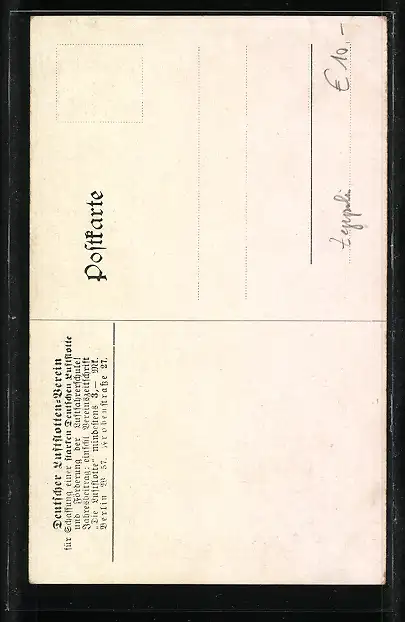 Deutscher Luftflotten-Verein
für Schaffung einer starken Deutschen Luftflotte
und Förderung der Luftfahrerschule!
Jahresbeitrag: einschl. Vereinszeitschrift
„Die Luftflotte“ mindestens 3,— Mk.
Berlin W 57. Frobenstraße 27.
Postkarte
Zeppelin
€ 10,-